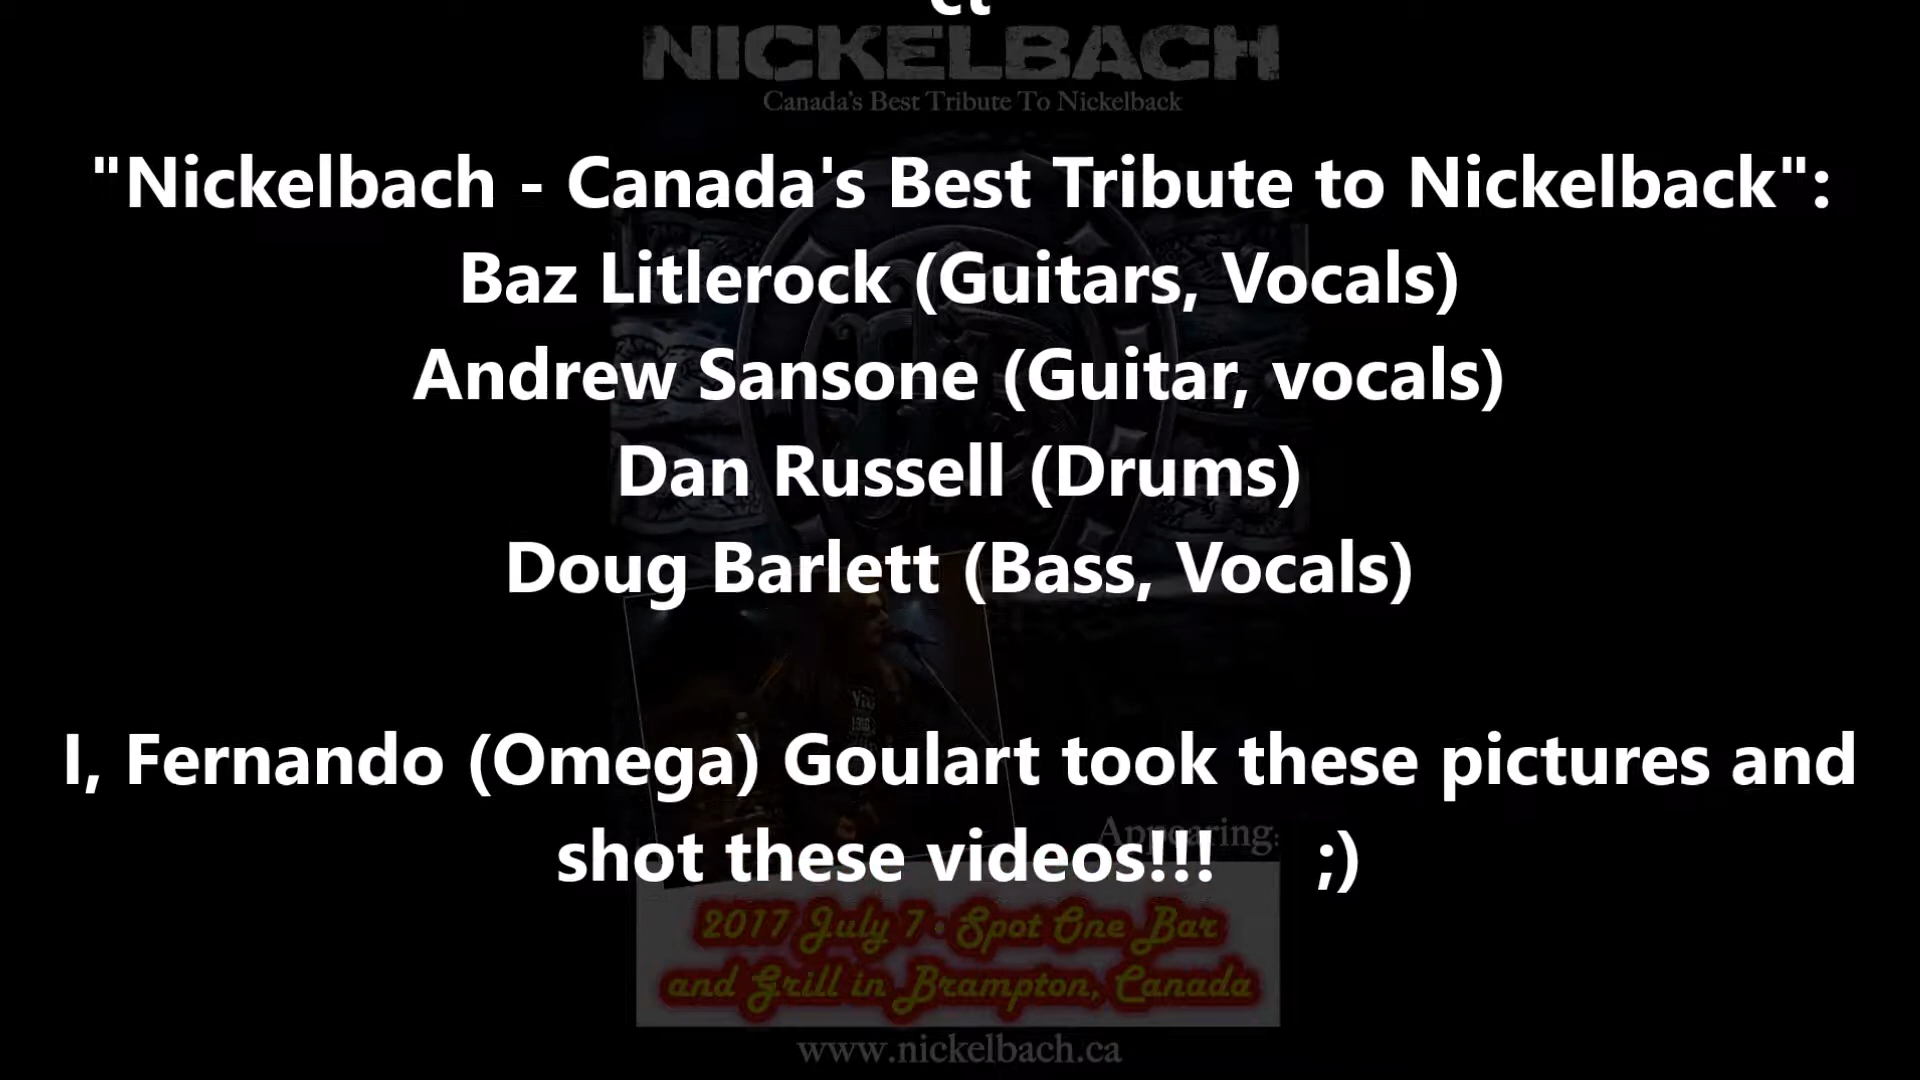 NICKELBACH
Canada's Best Tribute To Nickelback
"Nickelbach - Canada's Best Tribute to Nickelback":
Baz Litlerock (Guitars, Vocals)
Andrew Sansone (Guitar, vocals)
Dan Russell (Drums)
Doug Barlett (Bass, Vocals)
I, Fernando (Omega) Goulart took these pictures and
Appearing:
shot these videos!!! ;)
2017 July 7 • Spot One Bar
and Grill in Brampton, Canada
www.nickelbach.ca